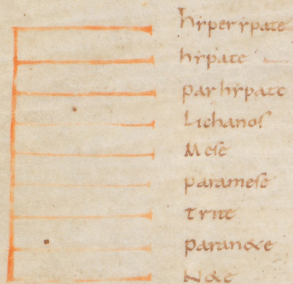 hyperypate
hypate
parhypate
Lichanos
Mese
paramese
trite
paranete
Nete